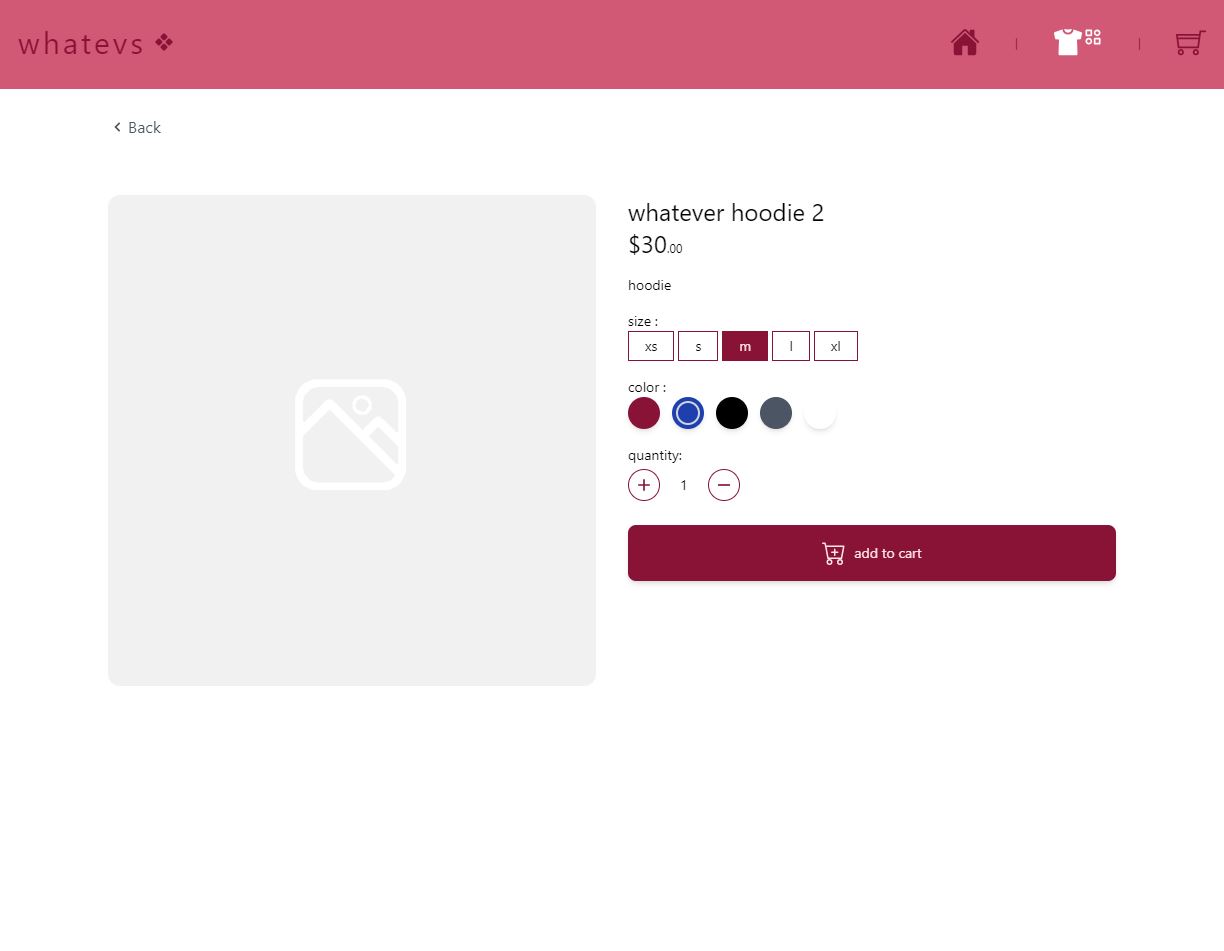 whatevs
Back
whatever hoodie 2
$30.00
hoodie
size :
xs s m l xl
color :
quantity:
1
add to cart